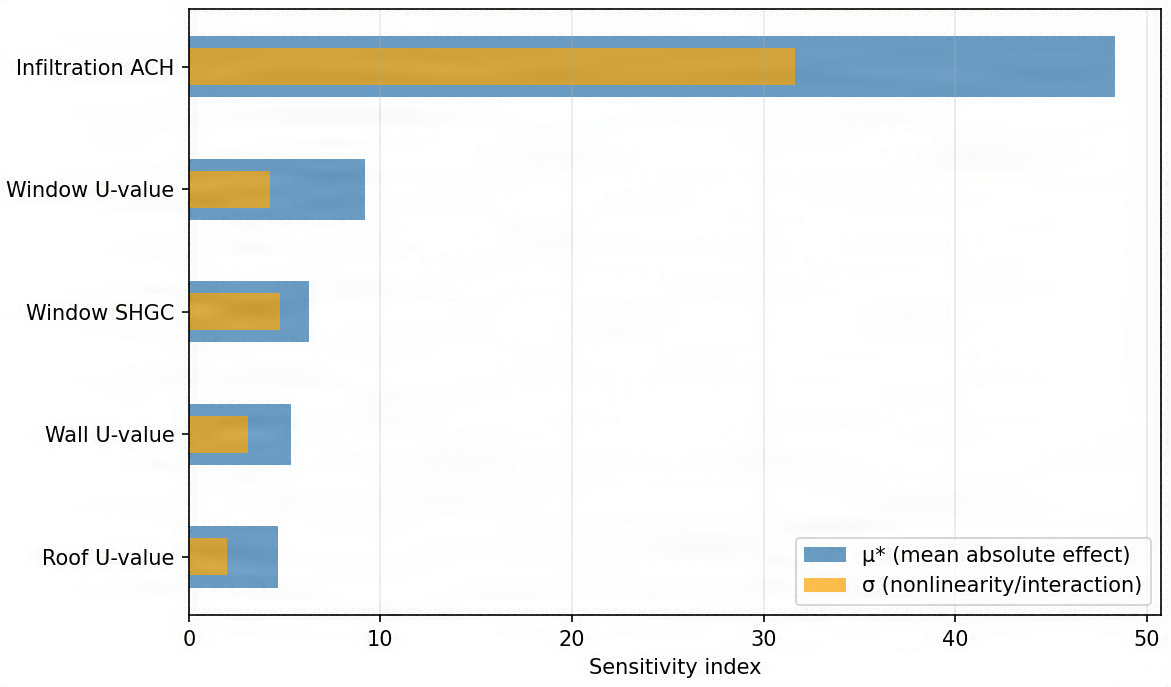 Infiltration ACH
Window U-value
Window SHGC
Wall U-value
Roof U-value
μ* (mean absolute effect)
σ (nonlinearity/interaction)
0 10 20 30 40 50
Sensitivity index